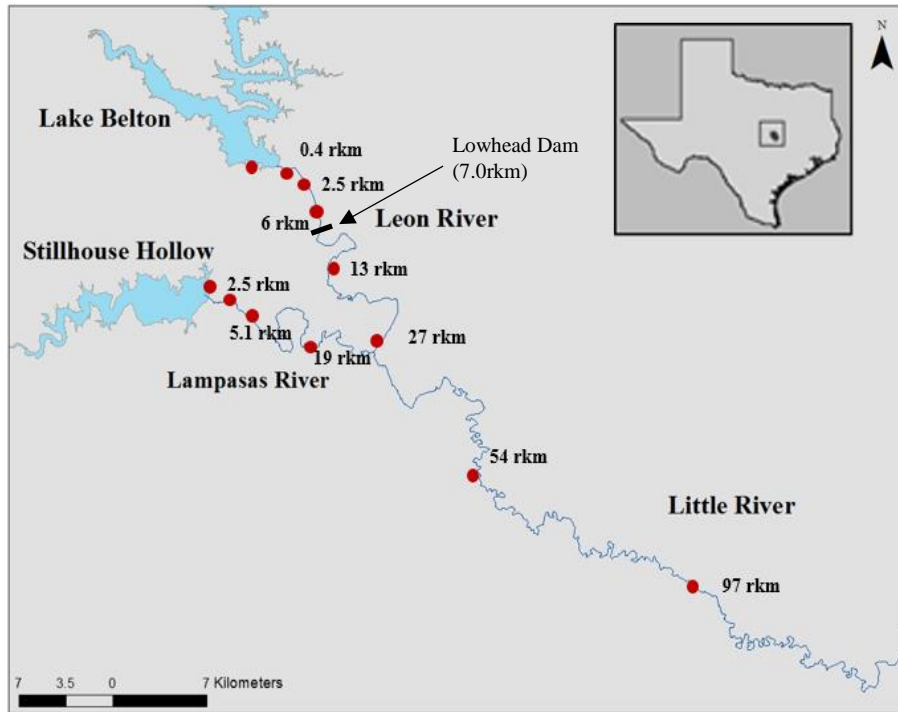 N
Lake Belton
0.4 rkm
Lowhead Dam
(7.0rkm)
2.5 rkm
6 rkm
Leon River
Stillhouse Hollow
13 rkm
2.5 rkm
5.1 rkm
27 rkm
19 rkm
Lampasas River
54 rkm
Little River
97 rkm
7 3.5 0 7 Kilometers